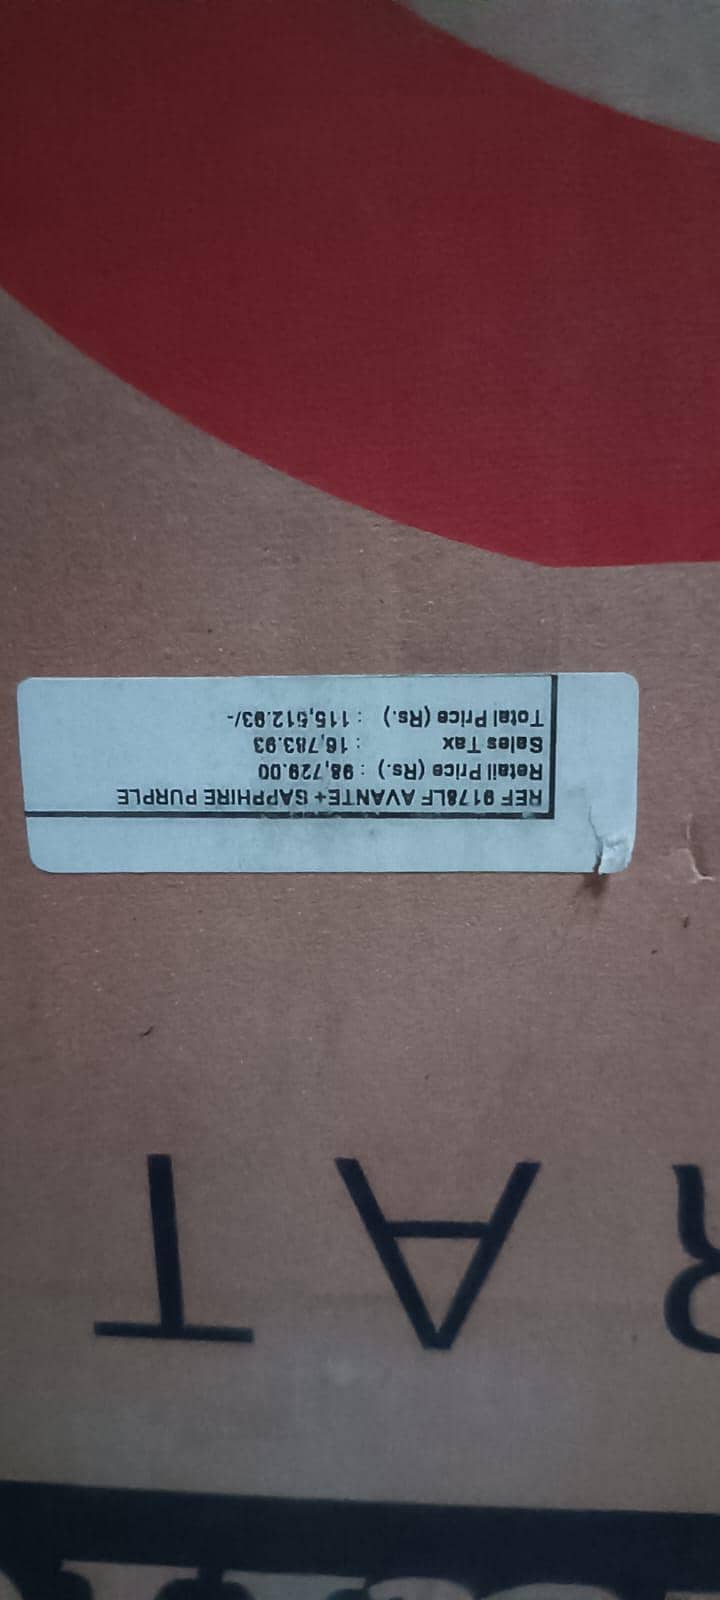 R A T
REF 9178LF AVANTE+ SAPPHIRE PURPLE
Retail Price (Rs.) : 98,729.00
Sales Tax : 16,783.93
Total Price (Rs.) : 115,512.93/-